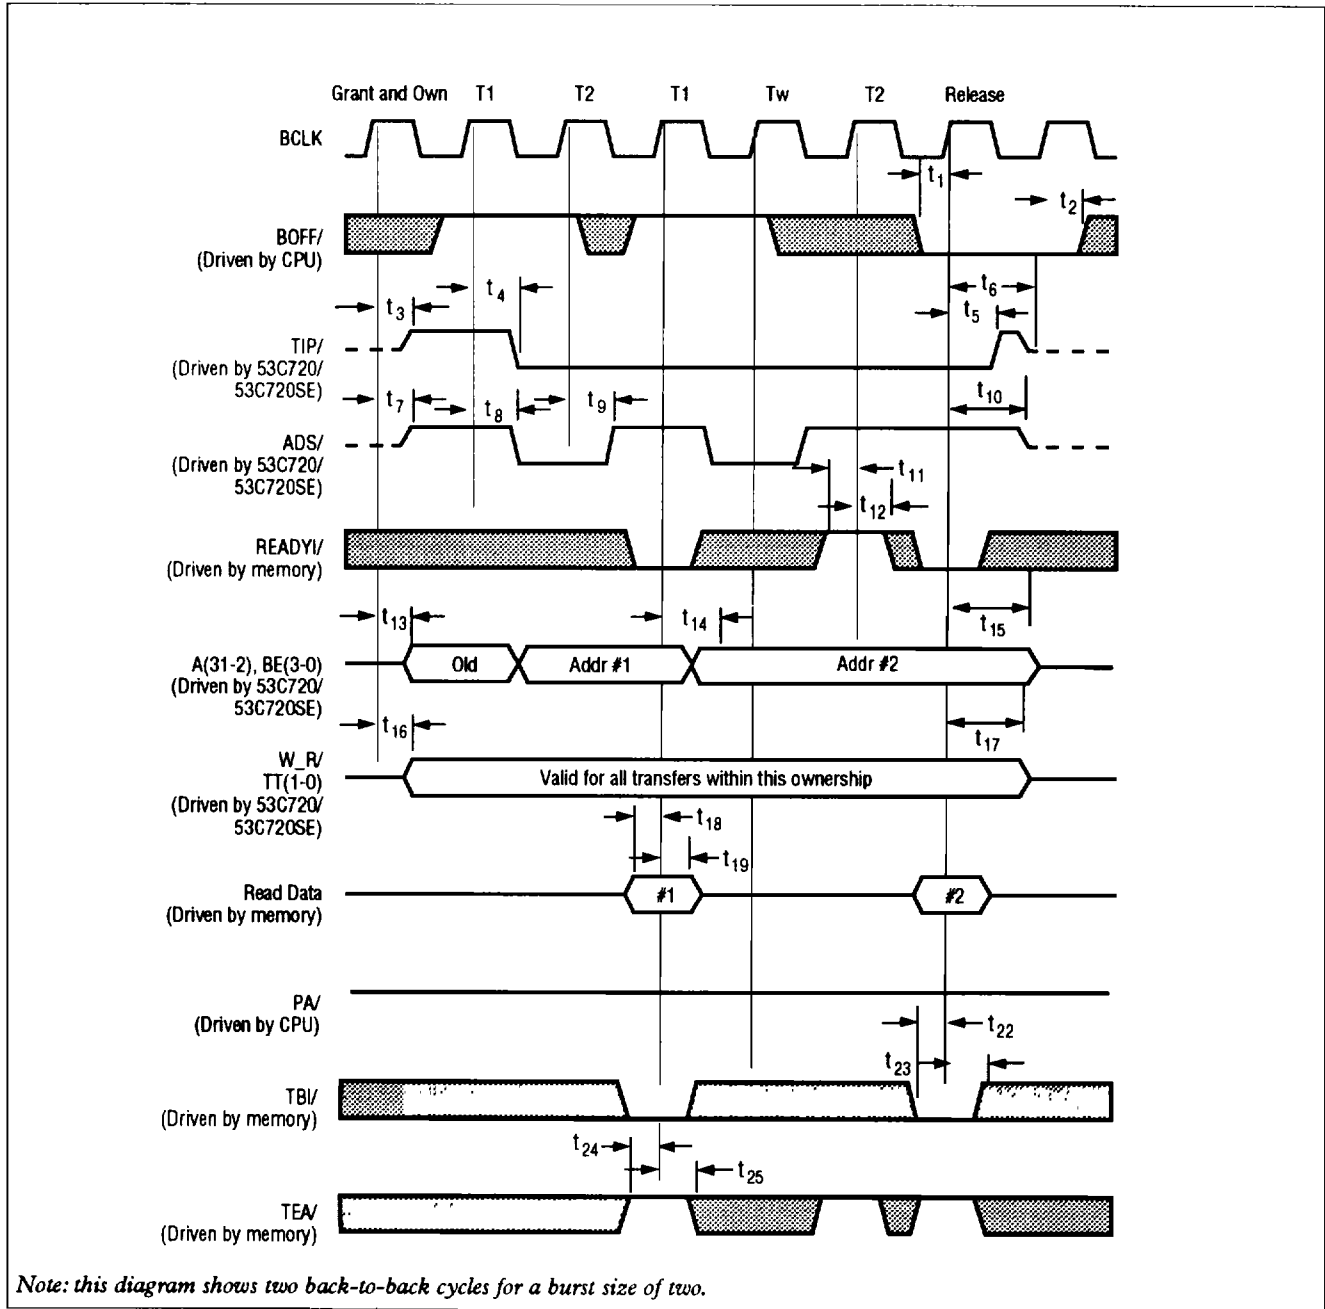 Grant and Own T1 T2 T1 Tw T2 Release
BCLK
t1
t2
BOFF/
(Driven by CPU)
t6
t4
t3
t5
TIP/
(Driven by 53C720/
53C720SE)
t10
t7
t8
t9
ADS/
(Driven by 53C720/
53C720SE)
t11
t12
READYI/
(Driven by memory)
t13
t14
t15
A(31-2), BE(3-0)
(Driven by 53C720/
53C720SE)
Old
Addr #1
Addr #2
t16
t17
W_R/
TT(1-0)
(Driven by 53C720/
53C720SE)
Valid for all transfers within this ownership
t18
t19
Read Data
(Driven by memory)
#1
#2
PA/
(Driven by CPU)
t22
t23
TBI/
(Driven by memory)
t24
t25
TEA/
(Driven by memory)
Note: this diagram shows two back-to-back cycles for a burst size of two.